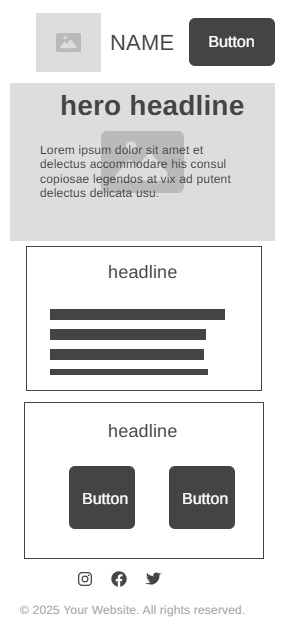 NAME
Button
hero headline
Lorem ipsum dolor sit amet et
delectus accommodare his consul
copiosae legendos at vix ad putent
delectus delicata usu.
headline
headline
Button
Button
© 2025 Your Website. All rights reserved.